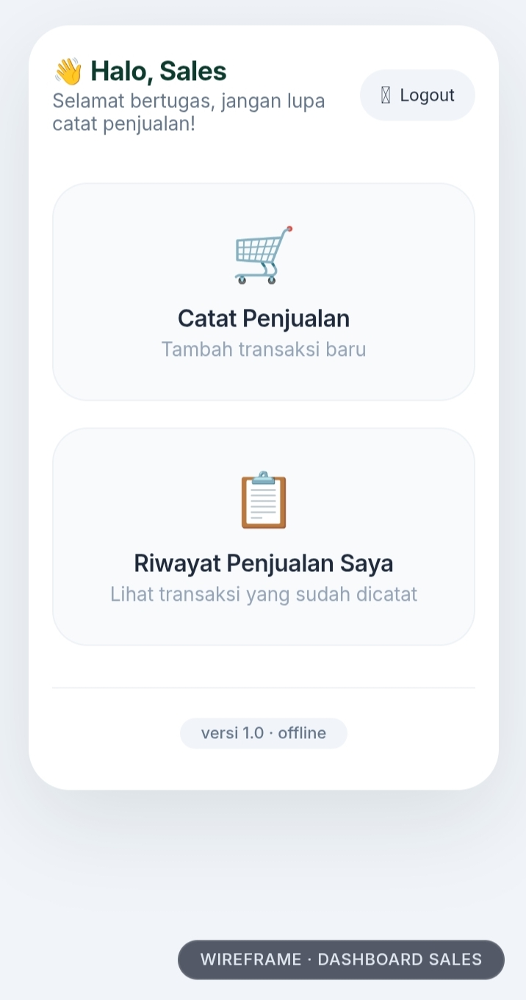 👋 Halo, Sales
Selamat bertugas, jangan lupa
catat penjualan!
Logout
Catat Penjualan
Tambah transaksi baru
Riwayat Penjualan Saya
Lihat transaksi yang sudah dicatat
versi 1.0 · offline
WIREFRAME · DASHBOARD SALES